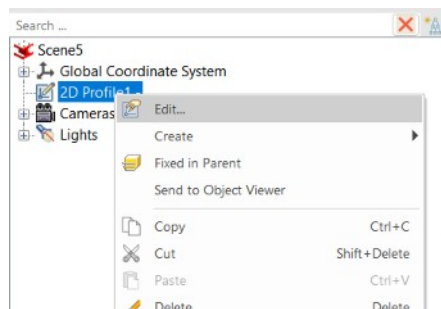 Search ...
Scene5
Global Coordinate System
2D Profile1
Cameras
Lights
Edit...
Create
Fixed in Parent
Send to Object Viewer
Copy Ctrl+C
Cut Shift+Delete
Paste Ctrl+V
Delete Delete